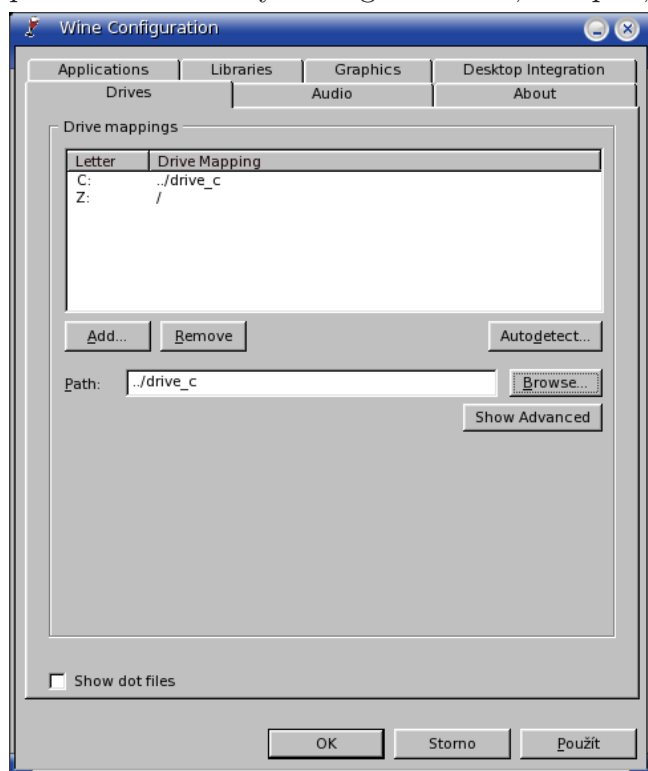 Wine Configuration
Applications Libraries Graphics Desktop Integration
Drives Audio About
Drive mappings
Letter Drive Mapping
C: ../drive_c
Z: /
Add... Remove Autodetect...
Path: ../drive_c Browse...
Show Advanced
Show dot files
OK Storno Použít